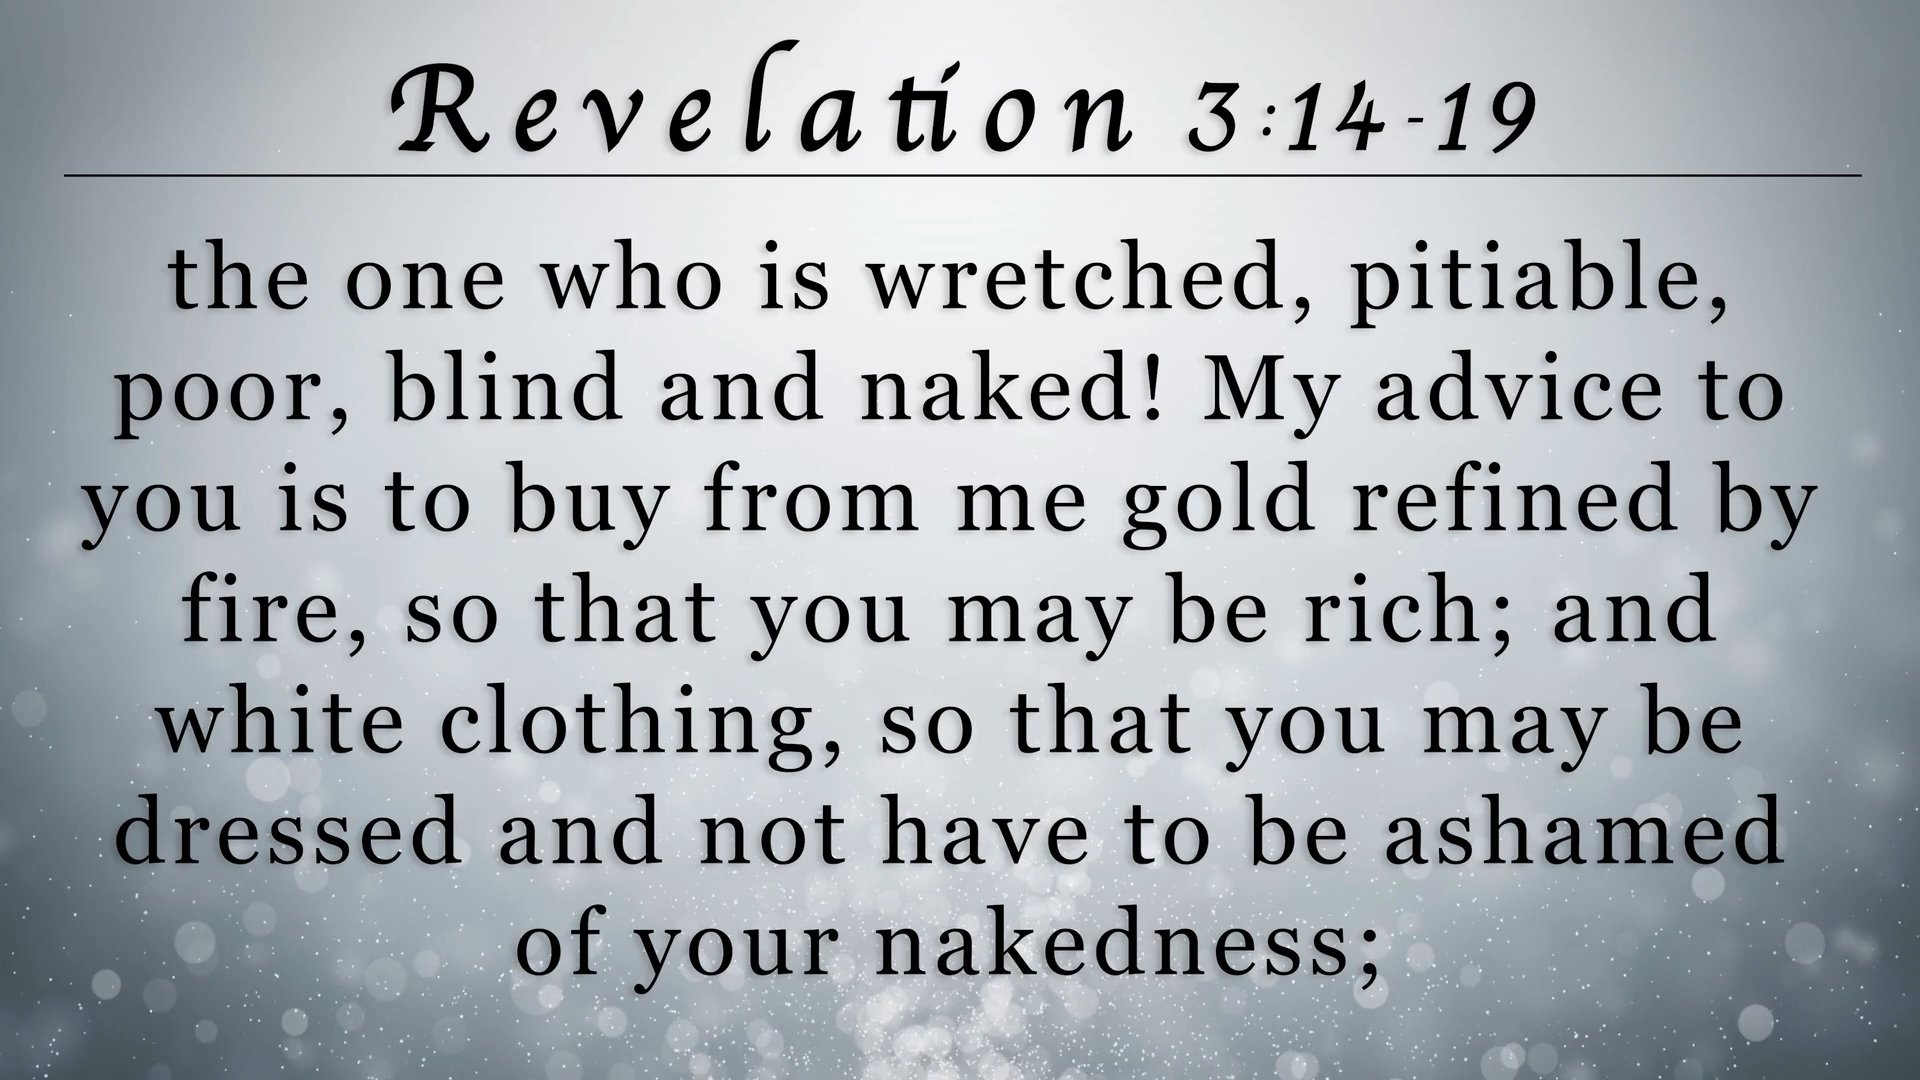 Revelation 3:14-19
the one who is wretched, pitiable,
poor, blind and naked! My advice to
you is to buy from me gold refined by
fire, so that you may be rich; and
white clothing, so that you may be
dressed and not have to be ashamed
of your nakedness;